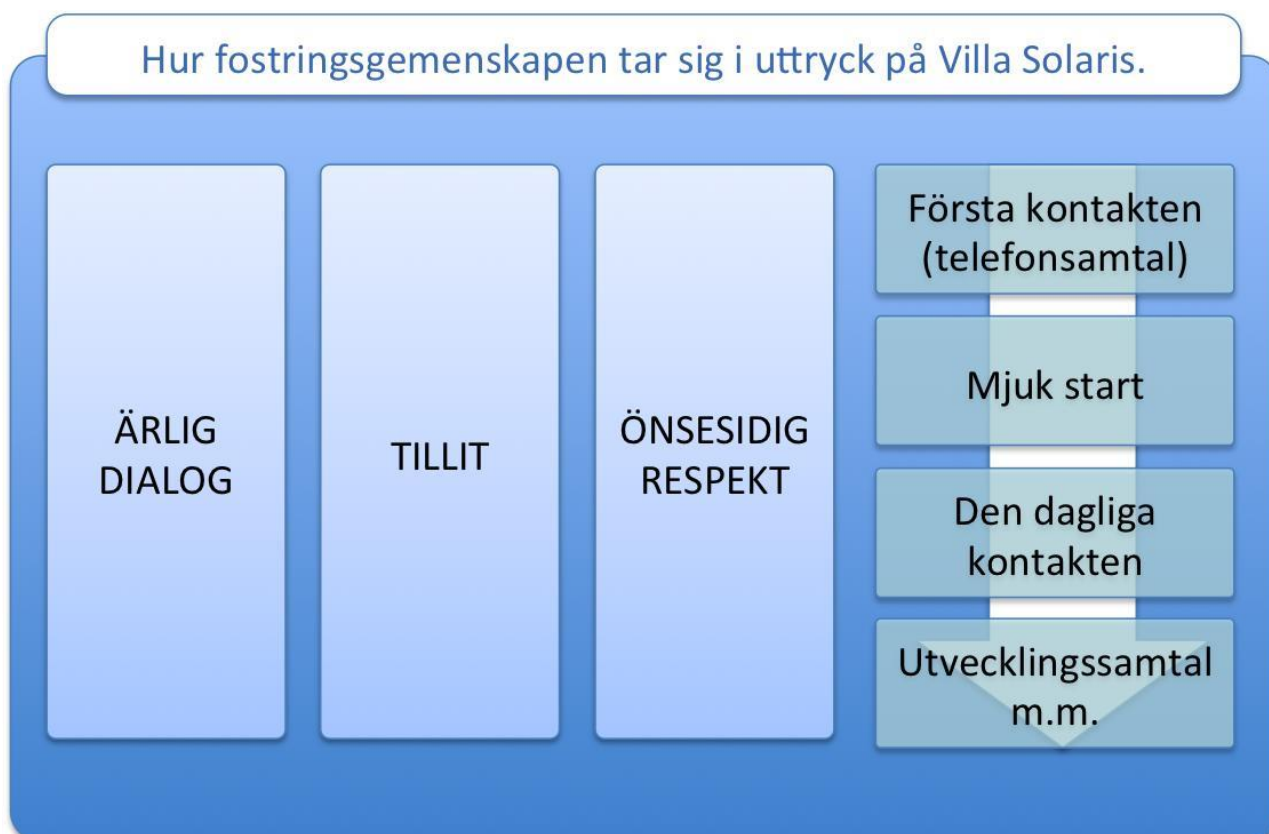 Hur fostringsgemenskapen tar sig i uttryck på Villa Solaris.
ÄRLIG
DIALOG
TILLIT
ÖNSESIDIG
RESPEKT
Första kontakten
(telefonsamtal)
Mjuk start
Den dagliga
kontakten
Utvecklingssamtal
m.m.